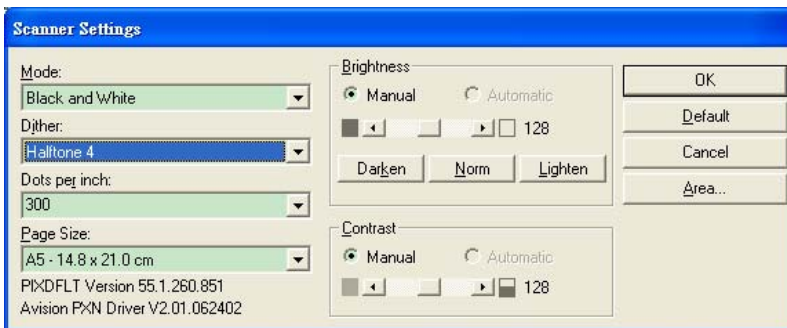 Scanner Settings
Mode:
Black and White
Dither:
Halftone 4
Dots per inch:
300
Page Size:
A5 - 14.8 x 21.0 cm
PIXDFLT Version 55.1.260.851
Avision PXN Driver V2.01.062402
Brightness
Manual Automatic
128
Darken Norm Lighten
Contrast
Manual Automatic
128
OK
Default
Cancel
Area...